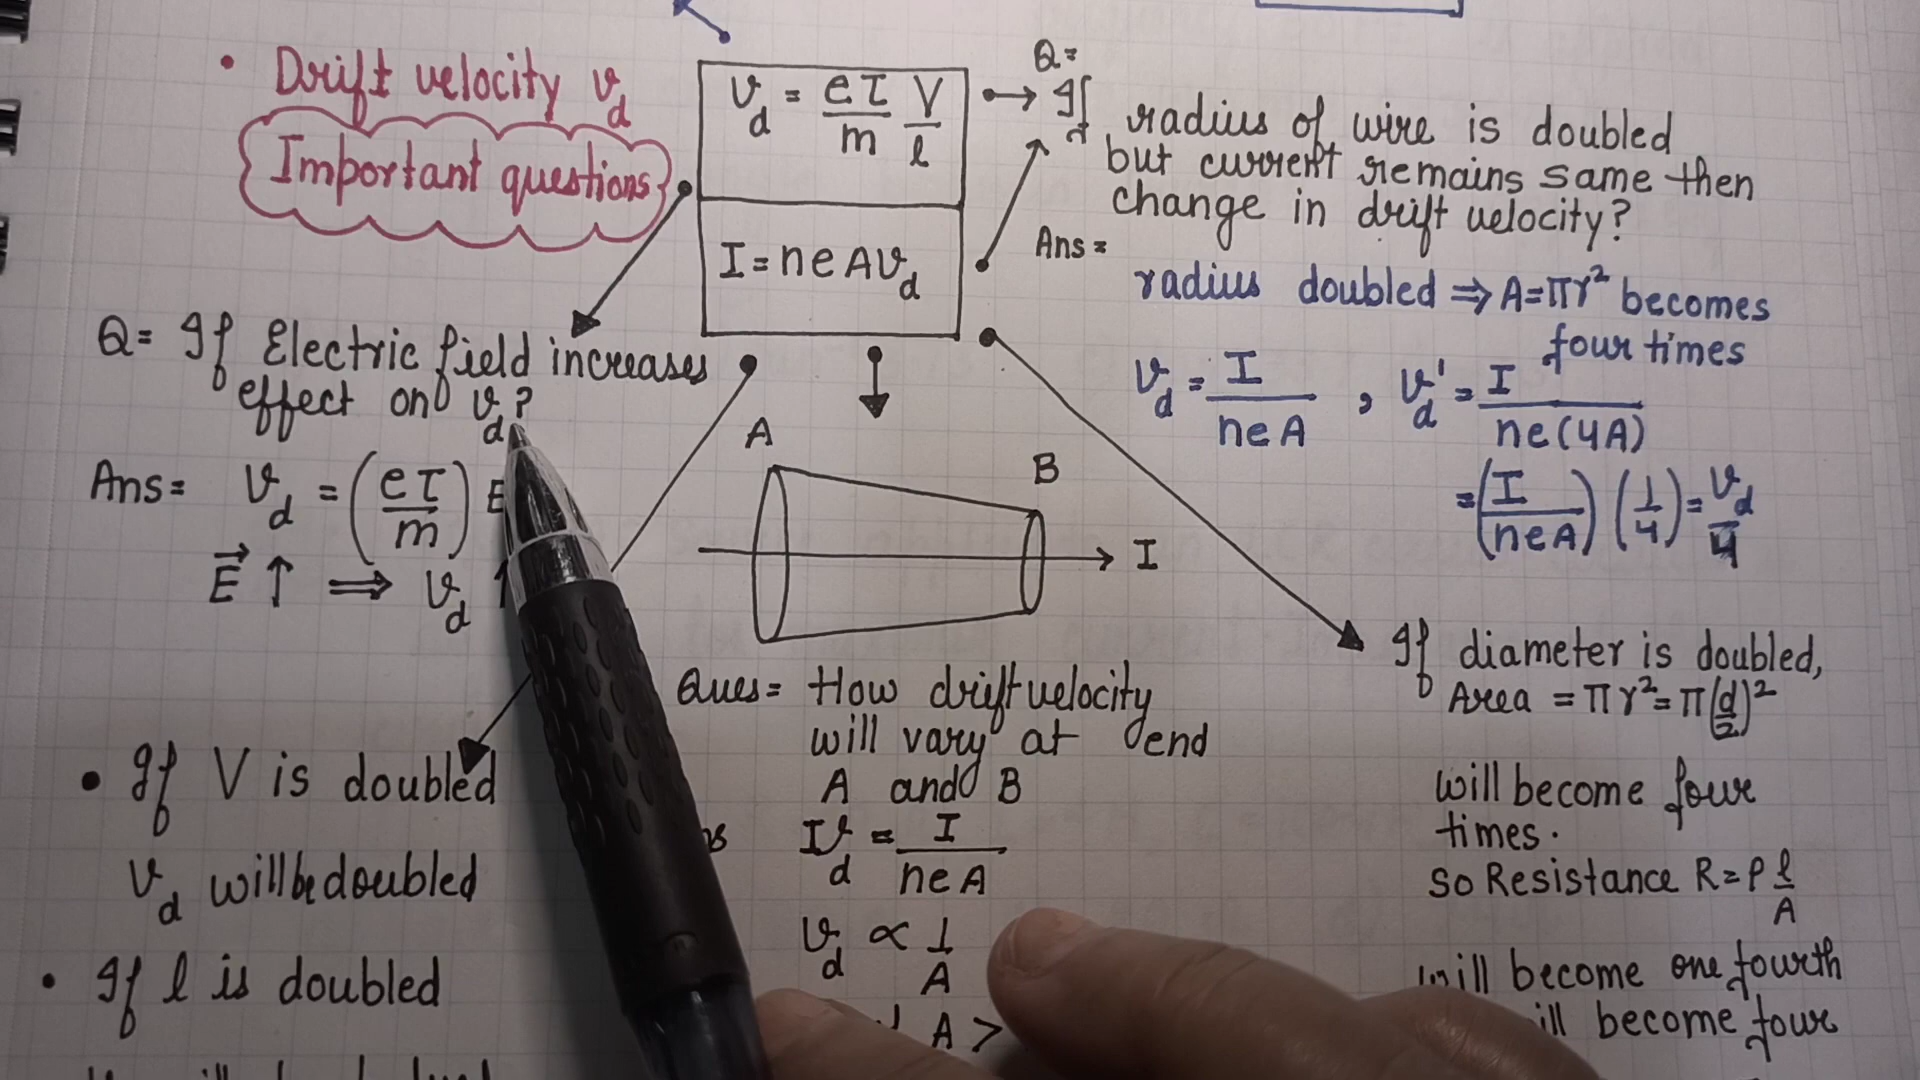 • Drift velocity v_d
Important questions
v_d = eτ/m V/l
I = neAv_d
Q = If Electric field increases
effect on v_d?
Ans = v_d = (eτ/m) E
E⃗ ↑ ⇒ v_d ↑
• If V is doubled
v_d will be doubled
• If l is doubled
A
B
I
Ques = How drift velocity
will vary at end
A and B
I v_d = I/neA
v_d ∝ 1/A
A >
Q =
If radius of wire is doubled
but current remains same then
change in drift velocity?
Ans =
radius doubled ⇒ A = πr² becomes
four times
v_d = I/neA , v_d' = I/ne(4A)
= (I/neA) (1/4) = v_d/4
If diameter is doubled,
Area = πr² = π(d/2)²
will become four
times.
So Resistance R = ρ l/A
will become one fourth
will become four